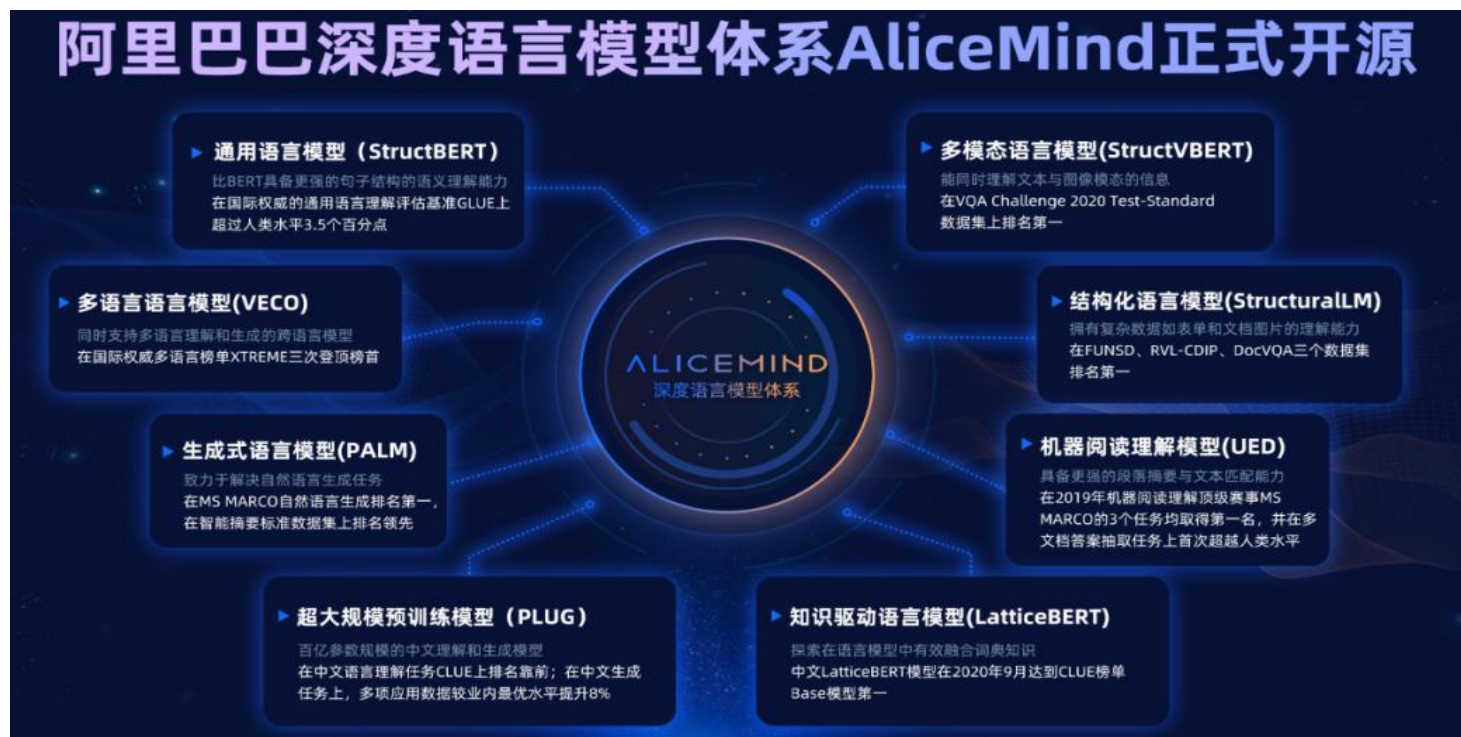 阿里巴巴深度语言模型体系AliceMind正式开源
通用语言模型（StructBERT）
比BERT具备更强的句子结构的语义理解能力
在国际权威的通用语言理解评估基准GLUE上
超过人类水平3.5个百分点
多模态语言模型(StructVBERT)
能同时理解文本与图像模态的信息
在VQA Challenge 2020 Test-Standard
数据集上排名第一
多语言语言模型(VECO)
同时支持多语言理解和生成的跨语言模型
在国际权威多语言榜单XTREME三次登顶榜首
结构化语言模型(StructuralLM)
拥有复杂数据如表单和文档图片的理解能力
在FUNSD、RVL-CDIP、DocVQA三个数据集
排名第一
ALICEMIND
深度语言模型体系
生成式语言模型(PALM)
致力于解决自然语言生成任务
在MS MARCO自然语言生成排名第一，
在智能摘要标准数据集上排名领先
机器阅读理解模型(UED)
具备更强的段落摘要与文本匹配能力
在2019年机器阅读理解顶级赛事MS
MARCO的3个任务均取得第一名，并在多
文档答案抽取任务上首次超越人类水平
超大规模预训练模型（PLUG）
百亿参数规模的中文理解和生成模型
在中文语言理解任务CLUE上排名靠前；在中文生成
任务上，多项应用数据较业内最优水平提升8%
知识驱动语言模型(LatticeBERT)
探索在语言模型中有效融合词典知识
中文LatticeBERT模型在2020年9月达到CLUE榜单
Base模型第一